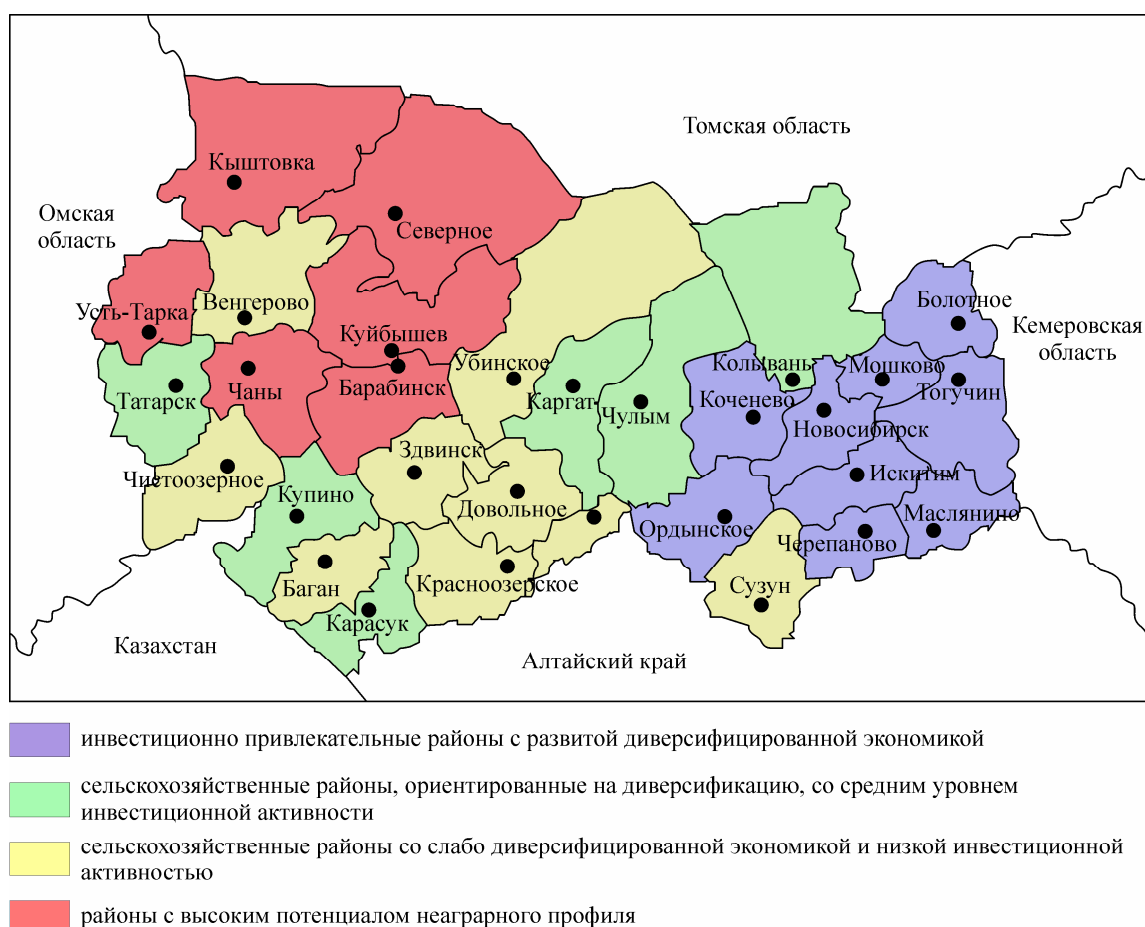 Томская область
Кыштовка
Омская
область
Северное
Венгерово
Усть-Тарка
Болотное
Кемеровская
область
Куйбышев
Убинское
Колывань
Мошково
Чаны
Барабинск
Татарск
Каргат
Чулым
Коченево
Тогучин
Новосибирск
Здвинск
Чистоозерное
Искитим
Купино
Довольное
Ордынское
Маслянино
Черепаново
Баган
Красноозерское
Сузун
Карасук
Казахстан
Алтайский край
инвестиционно привлекательные районы с развитой диверсифицированной экономикой
сельскохозяйственные районы, ориентированные на диверсификацию, со средним уровнем
инвестиционной активности
сельскохозяйственные районы со слабо диверсифицированной экономикой и низкой инвестиционной
активностью
районы с высоким потенциалом неаграрного профиля